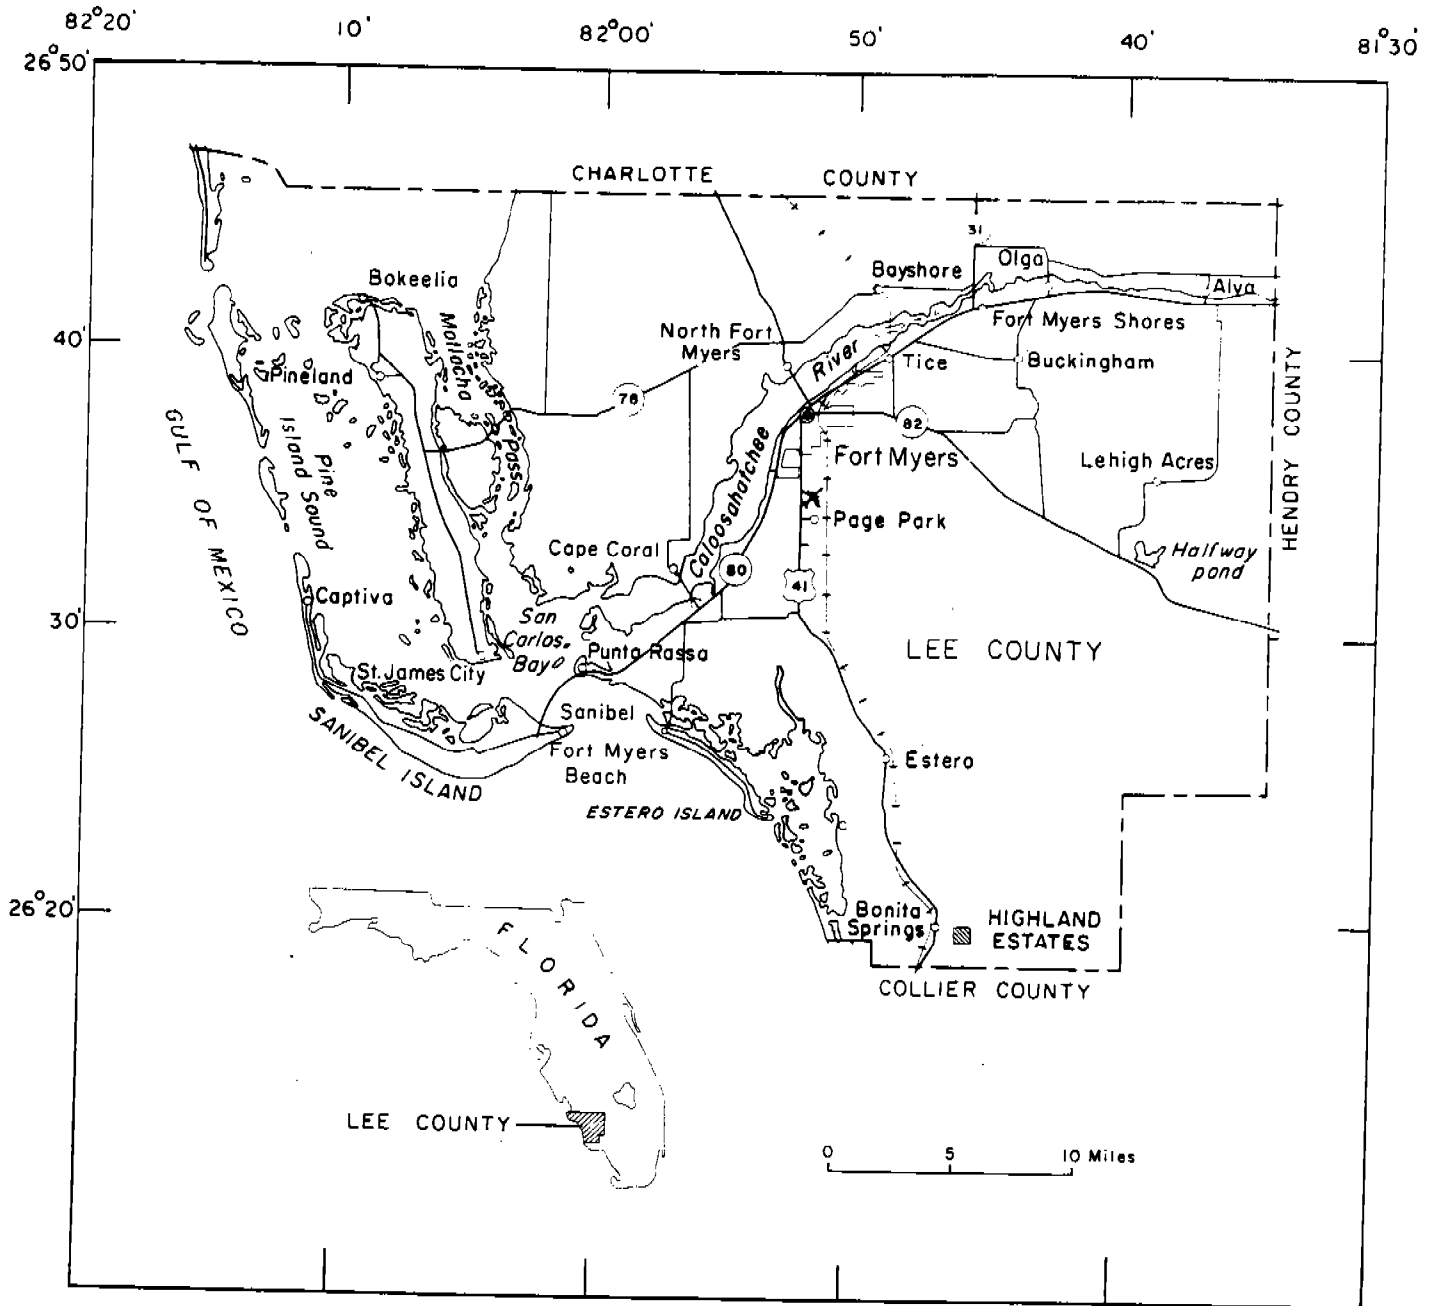 82°20'
10'
82°00'
50'
40'
81°30'
26°50'
CHARLOTTE COUNTY
31
Olga
Bayshore
Alva
Bokeelia
Matlacha
Pass
North Fort
Myers
River
Fort Myers Shores
40'
Tice
Buckingham
Pineland
76
82
HENDRY COUNTY
GULF OF MEXICO
Pine
Island Sound
Caloosahatchee
Fort Myers
Lehigh Acres
Page Park
Cape Coral
Halfway
pond
80
41
Captiva
30'
San
Carlos
Bay
Punta Rassa
LEE COUNTY
St. James City
Sanibel
SANIBEL ISLAND
Fort Myers
Beach
Estero
ESTERO ISLAND
26°20'
Bonita
Springs
HIGHLAND
ESTATES
COLLIER COUNTY
FLORIDA
LEE COUNTY
0 5 10 Miles